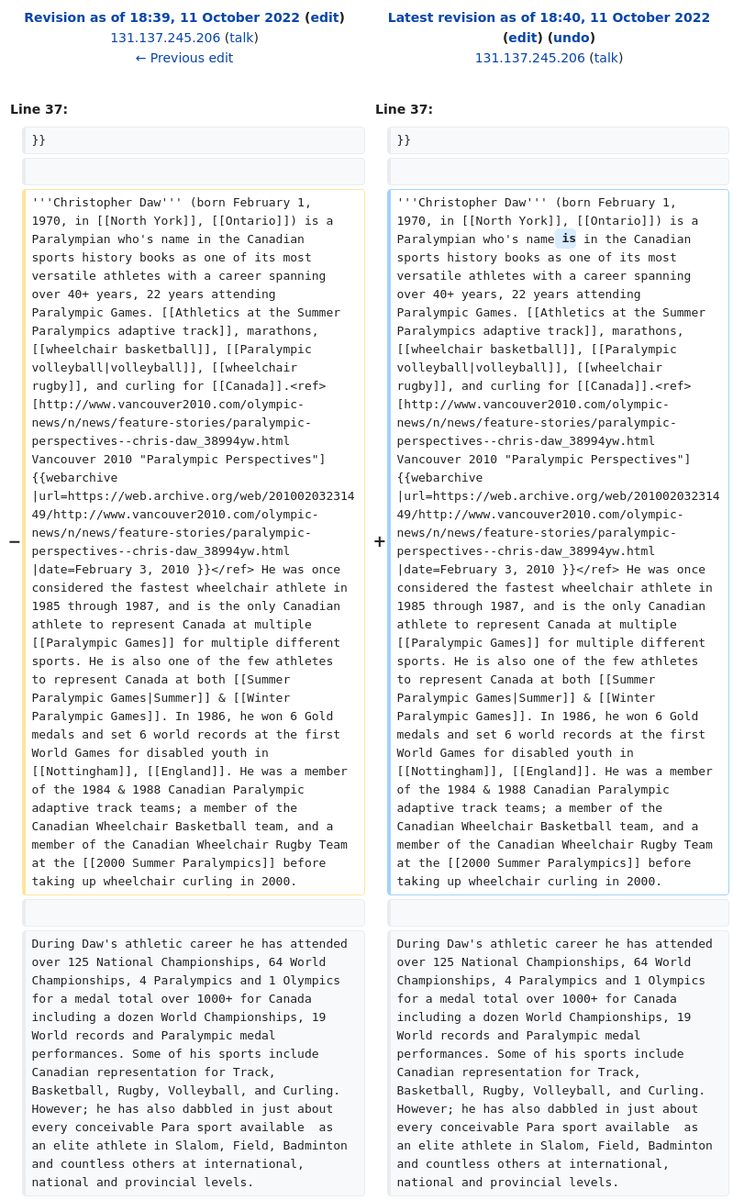 Revision as of 18:39, 11 October 2022 (edit)
131.137.245.206 (talk)
← Previous edit
Latest revision as of 18:40, 11 October 2022
(edit) (undo)
131.137.245.206 (talk)
Line 37:
}}
−
'''Christopher Daw''' (born February 1,
1970, in [[North York]], [[Ontario]]) is a
Paralympian who's name in the Canadian
sports history books as one of its most
versatile athletes with a career spanning
over 40+ years, 22 years attending
Paralympic Games. [[Athletics at the Summer
Paralympics adaptive track]], marathons,
[[wheelchair basketball]], [[Paralympic
volleyball|volleyball]], [[wheelchair
rugby]], and curling for [[Canada]].<ref>
[http://www.vancouver2010.com/olympic-
news/n/news/feature-stories/paralympic-
perspectives--chris-daw_38994yw.html
Vancouver 2010 "Paralympic Perspectives"]
{{webarchive
|url=https://web.archive.org/web/201002032314
49/http://www.vancouver2010.com/olympic-
news/n/news/feature-stories/paralympic-
perspectives--chris-daw_38994yw.html
|date=February 3, 2010 }}</ref> He was once
considered the fastest wheelchair athlete in
1985 through 1987, and is the only Canadian
athlete to represent Canada at multiple
[[Paralympic Games]] for multiple different
sports. He is also one of the few athletes
to represent Canada at both [[Summer
Paralympic Games|Summer]] & [[Winter
Paralympic Games]]. In 1986, he won 6 Gold
medals and set 6 world records at the first
World Games for disabled youth in
[[Nottingham]], [[England]]. He was a member
of the 1984 & 1988 Canadian Paralympic
adaptive track teams; a member of the
Canadian Wheelchair Basketball team, and a
member of the Canadian Wheelchair Rugby Team
at the [[2000 Summer Paralympics]] before
taking up wheelchair curling in 2000.
During Daw's athletic career he has attended
over 125 National Championships, 64 World
Championships, 4 Paralympics and 1 Olympics
for a medal total over 1000+ for Canada
including a dozen World Championships, 19
World records and Paralympic medal
performances. Some of his sports include
Canadian representation for Track,
Basketball, Rugby, Volleyball, and Curling.
However; he has also dabbled in just about
every conceivable Para sport available  as
an elite athlete in Slalom, Field, Badminton
and countless others at international,
national and provincial levels.
Line 37:
}}
+
'''Christopher Daw''' (born February 1,
1970, in [[North York]], [[Ontario]]) is a
Paralympian who's name is in the Canadian
sports history books as one of its most
versatile athletes with a career spanning
over 40+ years, 22 years attending
Paralympic Games. [[Athletics at the Summer
Paralympics adaptive track]], marathons,
[[wheelchair basketball]], [[Paralympic
volleyball|volleyball]], [[wheelchair
rugby]], and curling for [[Canada]].<ref>
[http://www.vancouver2010.com/olympic-
news/n/news/feature-stories/paralympic-
perspectives--chris-daw_38994yw.html
Vancouver 2010 "Paralympic Perspectives"]
{{webarchive
|url=https://web.archive.org/web/201002032314
49/http://www.vancouver2010.com/olympic-
news/n/news/feature-stories/paralympic-
perspectives--chris-daw_38994yw.html
|date=February 3, 2010 }}</ref> He was once
considered the fastest wheelchair athlete in
1985 through 1987, and is the only Canadian
athlete to represent Canada at multiple
[[Paralympic Games]] for multiple different
sports. He is also one of the few athletes
to represent Canada at both [[Summer
Paralympic Games|Summer]] & [[Winter
Paralympic Games]]. In 1986, he won 6 Gold
medals and set 6 world records at the first
World Games for disabled youth in
[[Nottingham]], [[England]]. He was a member
of the 1984 & 1988 Canadian Paralympic
adaptive track teams; a member of the
Canadian Wheelchair Basketball team, and a
member of the Canadian Wheelchair Rugby Team
at the [[2000 Summer Paralympics]] before
taking up wheelchair curling in 2000.
During Daw's athletic career he has attended
over 125 National Championships, 64 World
Championships, 4 Paralympics and 1 Olympics
for a medal total over 1000+ for Canada
including a dozen World Championships, 19
World records and Paralympic medal
performances. Some of his sports include
Canadian representation for Track,
Basketball, Rugby, Volleyball, and Curling.
However; he has also dabbled in just about
every conceivable Para sport available  as
an elite athlete in Slalom, Field, Badminton
and countless others at international,
national and provincial levels.